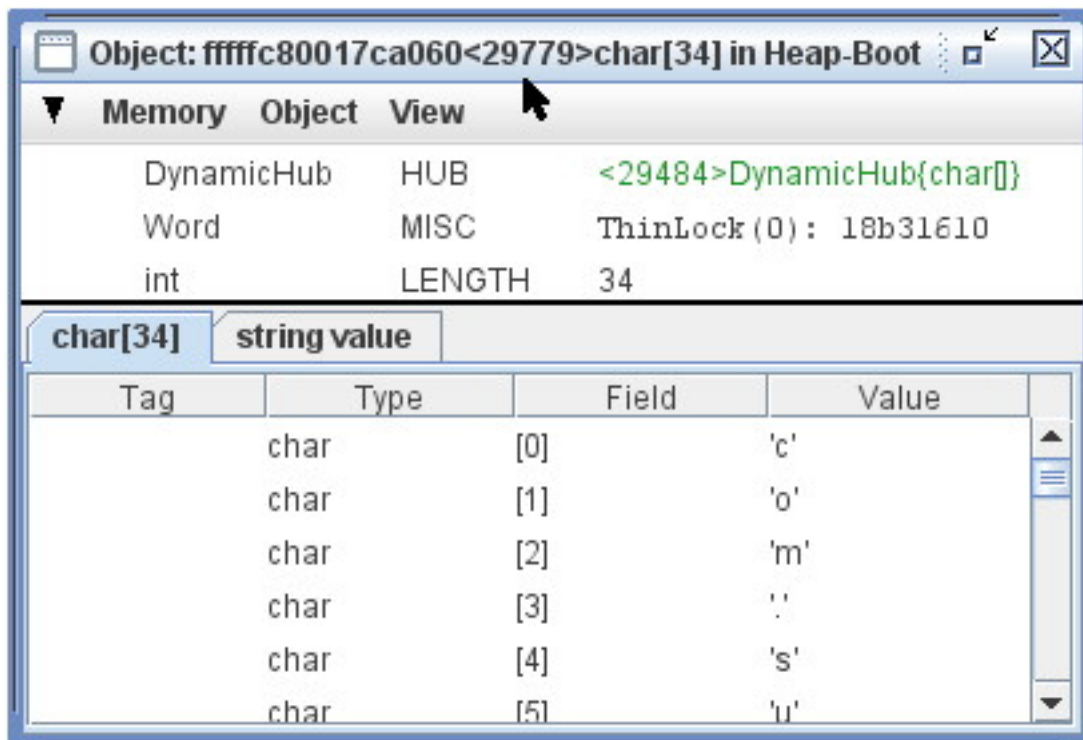 Object: fffffc80017ca060<29779>char[34] in Heap-Boot
Memory Object View
DynamicHub HUB <29484>DynamicHub{char[]}
Word MISC ThinLock(0): 18b31610
int LENGTH 34
char[34] string value
Tag Type Field Value
char [0] 'c'
char [1] 'o'
char [2] 'm'
char [3] '.'
char [4] 's'
char [5] 'u'